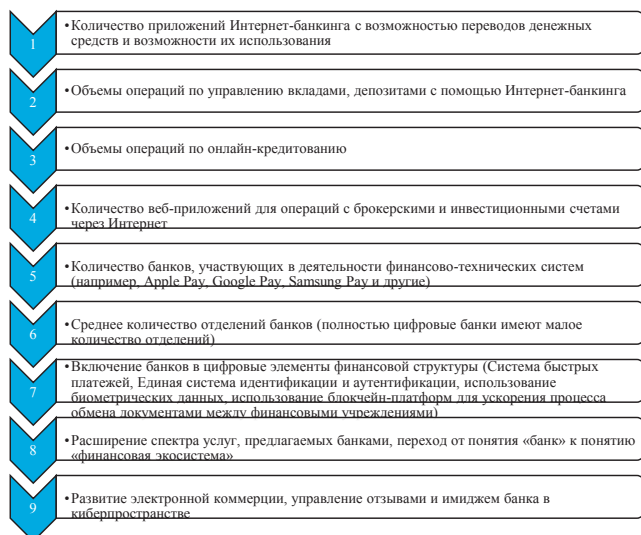 1
•Количество приложений Интернет-банкинга с возможностью переводов денежных
средств и возможности их использования
2
•Объемы операций по управлению вкладами, депозитами с помощью Интернет-банкинга
3
•Объемы операций по онлайн-кредитованию
4
•Количество веб-приложений для операций с брокерскими и инвестиционными счетами
через Интернет
5
•Количество банков, участвующих в деятельности финансово-технических систем
(например, Apple Pay, Google Pay, Samsung Pay и другие)
6
•Среднее количество отделений банков (полностью цифровые банки имеют малое
количество отделений)
7
•Включение банков в цифровые элементы финансовой структуры (Система быстрых
платежей, Единая система идентификации и аутентификации, использование
биометрических данных, использование блокчейн-платформ для ускорения процесса
обмена документами между финансовыми учреждениями)
8
•Расширение спектра услуг, предлагаемых банками, переход от понятия «банк» к понятию
«финансовая экосистема»
9
•Развитие электронной коммерции, управление отзывами и имиджем банка в
киберпространстве